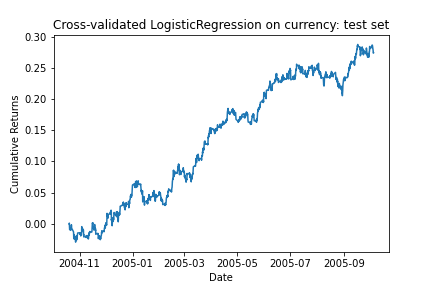 Cross-validated LogisticRegression on currency: test set
Cumulative Returns
0.30
0.25
0.20
0.15
0.10
0.05
0.00
2004-11 2005-01 2005-03 2005-05 2005-07 2005-09
Date